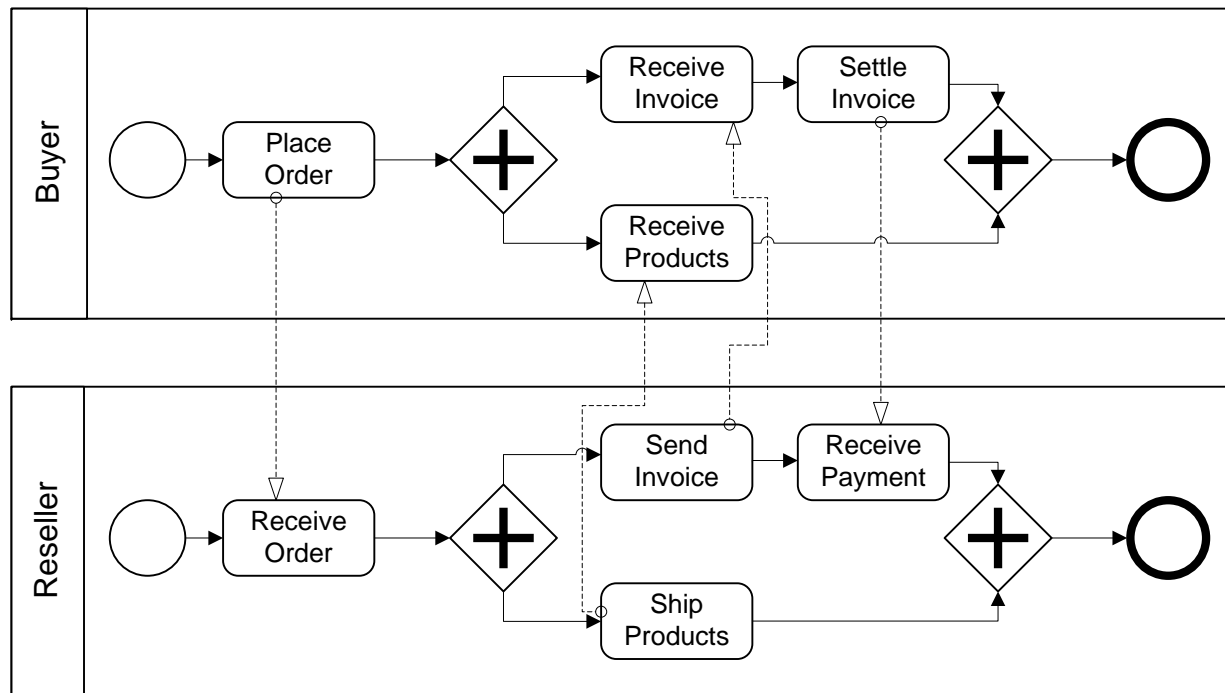 Buyer
Place
Order
Receive
Invoice
Settle
Invoice
Receive
Products
Reseller
Receive
Order
Send
Invoice
Receive
Payment
Ship
Products